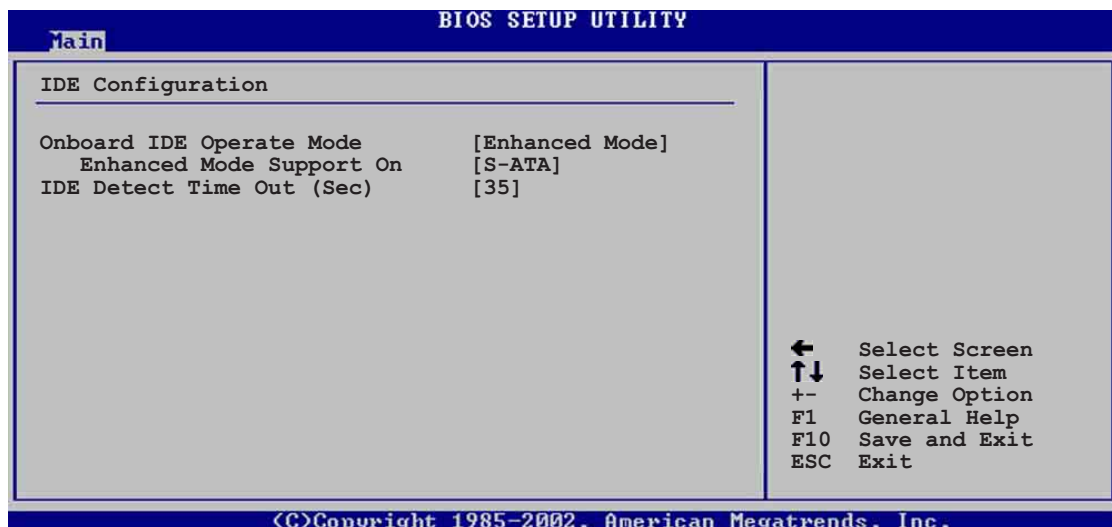 BIOS SETUP UTILITY
Main
IDE Configuration
Onboard IDE Operate Mode [Enhanced Mode]
Enhanced Mode Support On [S-ATA]
IDE Detect Time Out (Sec) [35]
← Select Screen
↑↓ Select Item
+- Change Option
F1 General Help
F10 Save and Exit
ESC Exit
(C)Copyright 1985-2002, American Megatrends, Inc.